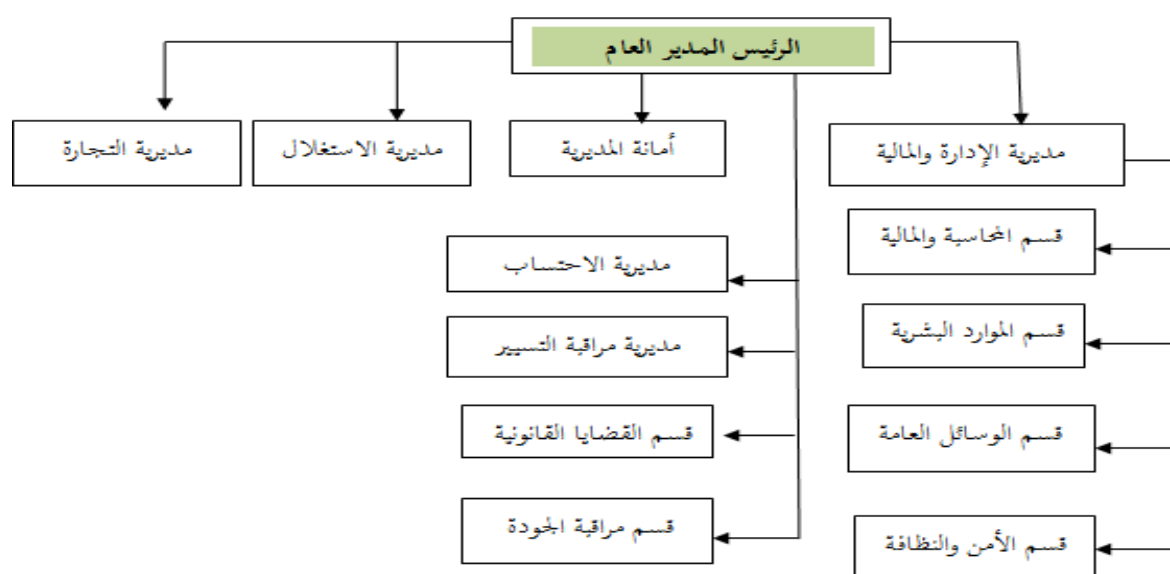 الرئيس المدير العام
مديرية الإدارة والمالية
أمانة المديرية
مديرية الاستغلال
مديرية التجارة
قسم المحاسبة والمالية
مديرية الاحتساب
قسم الموارد البشرية
مديرية مراقبة التسيير
قسم الوسائل العامة
قسم القضايا القانونية
قسم مراقبة الجودة
قسم الأمن والنظافة